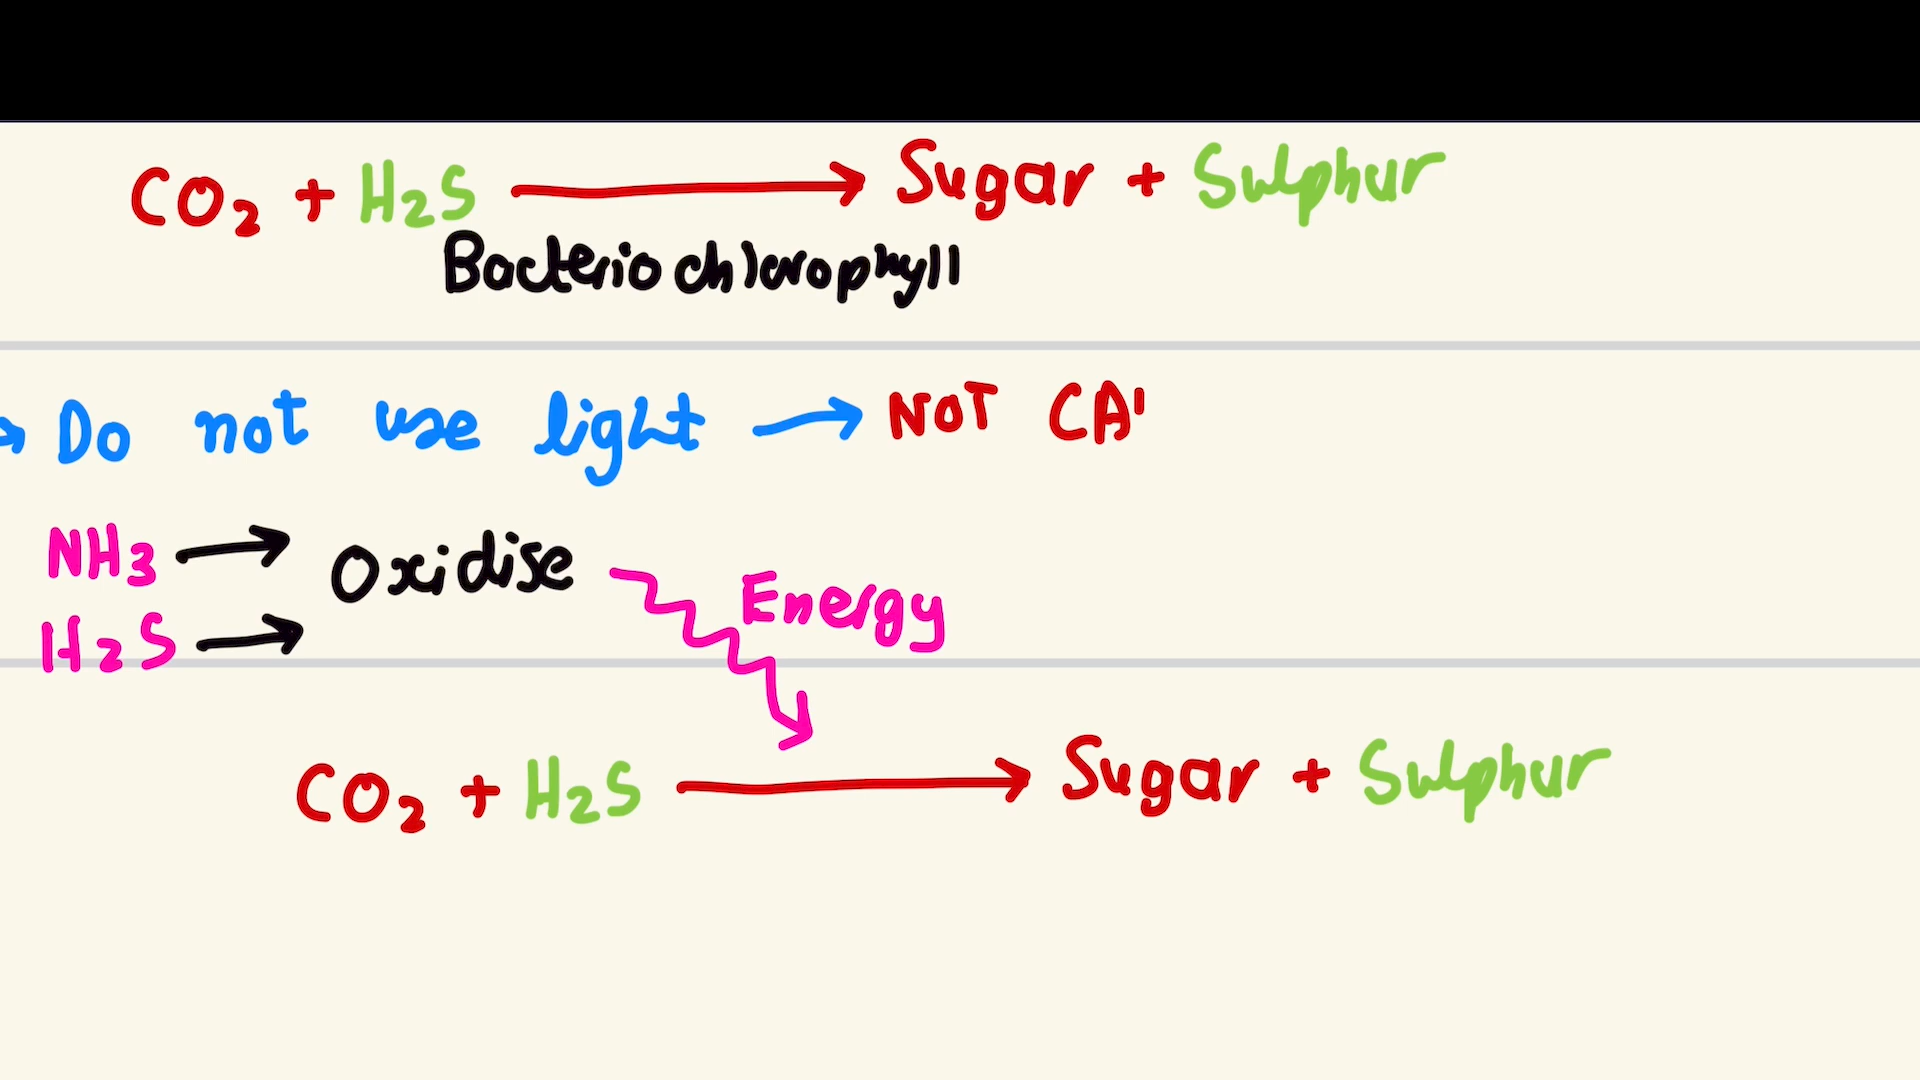 CO2 + H2S → Sugar + Sulphur
Bacteriochlorophyll
→ Do not use light → NOT CA'
NH3 → Oxidise
Energy
H2S →
CO2 + H2S → Sugar + Sulphur